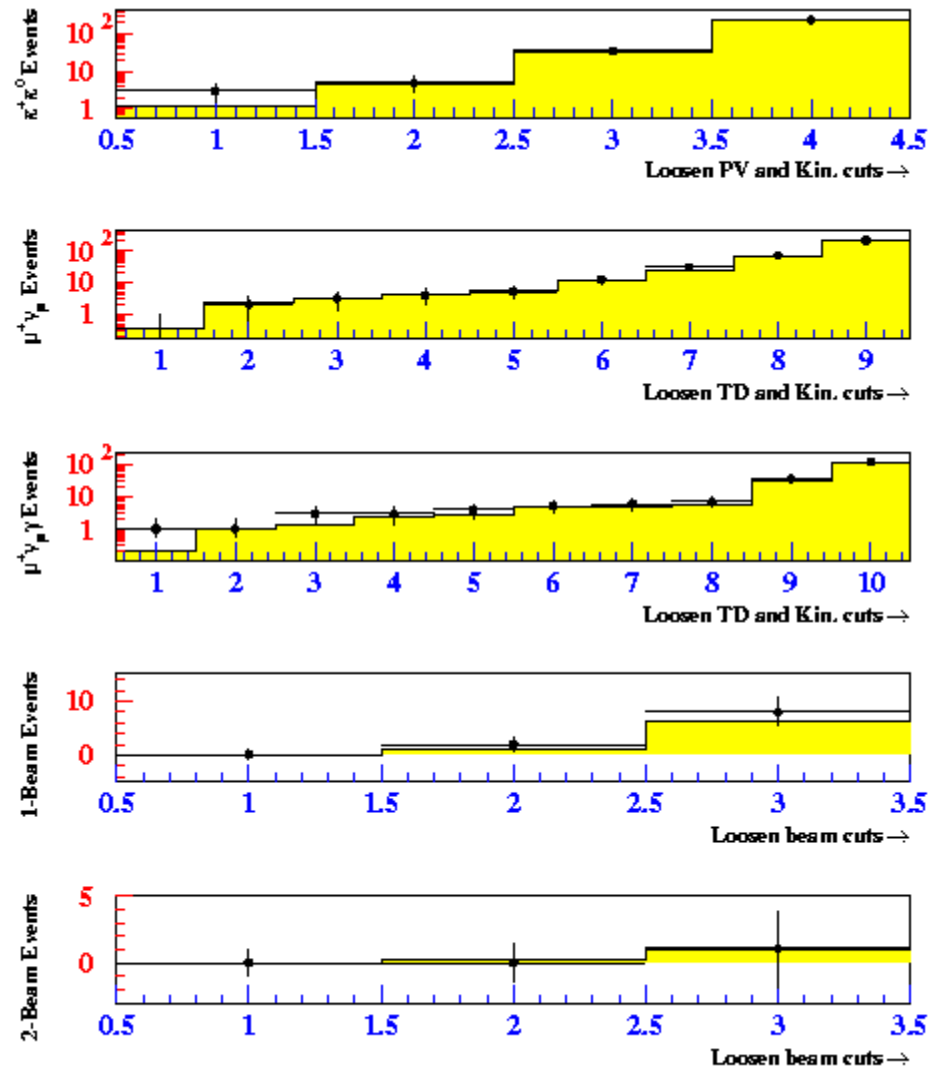 κ⁺κ⁰ Events
10²
10
1
0.5 1 1.5 2 2.5 3 3.5 4 4.5
Loosen PV and Kin. cuts →
μ⁺νμ Events
10²
10
1
1 2 3 4 5 6 7 8 9
Loosen TD and Kin. cuts →
μ⁺νμγ Events
10²
10
1
1 2 3 4 5 6 7 8 9 10
Loosen TD and Kin. cuts →
1-Beam Events
10
0
0.5 1 1.5 2 2.5 3 3.5
Loosen beam cuts →
2-Beam Events
5
0
0.5 1 1.5 2 2.5 3 3.5
Loosen beam cuts →